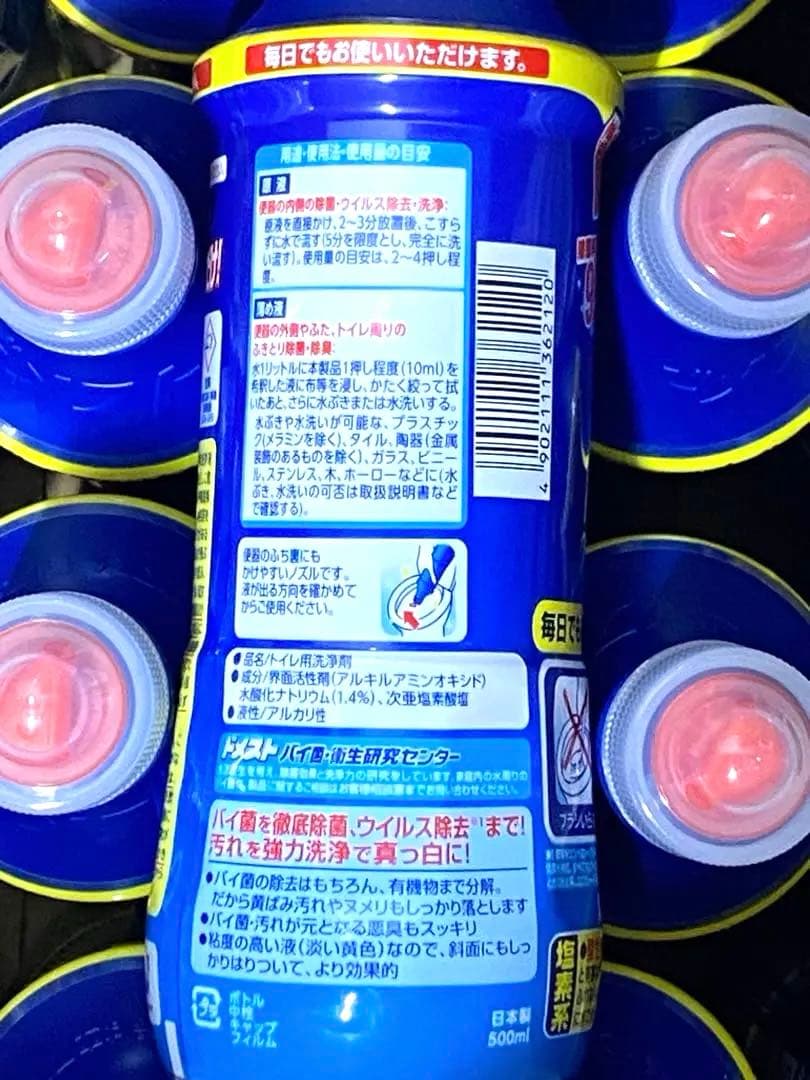 毎日でもお使いいただけます。
用途・使用法・使用量の目安
原液
便器の内側の除菌・ウイルス除去・洗浄:
原液を直接かけ、2〜3分放置後、こすら
ずに水で流す(5分を限度とし、完全に洗
い流す)。使用量の目安は、2〜4押し程
度。
薄め液
便器の外側やふた、トイレ周りの
ふきとり除菌・除臭:
水1リットルに本製品1押し程度(10ml)を
希釈した液に布等を浸し、かたく絞って拭
いたあと、さらに水ぶきまたは水洗いする。
水ぶきや水洗いが可能な、プラスチッ
ク(メラミンを除く)、タイル、陶器(金属
装飾のあるものを除く)、ガラス、ビニー
ル、ステンレス、木、ホーローなどに(水
ぶき、水洗いの可否は取扱説明書など
で確認する)。
4 902111 362120
便器のふち裏にも
かけやすいノズルです。
液が出る方向を確かめて
からご使用ください。
毎日でも
●品名/トイレ用洗浄剤
●成分/界面活性剤(アルキルアミンオキシド)
水酸化ナトリウム(1.4%)、次亜塩素酸塩
●液性/アルカリ性
ドメスト バイ菌・衛生研究センター
バイ菌を徹底除菌、ウイルス除去※1まで!
汚れを強力洗浄で真っ白に!
●バイ菌の除去はもちろん、有機物まで分解。
だから黄ばみ汚れやヌメリもしっかり落とします
●バイ菌・汚れが元となる悪臭もスッキリ
●粘度の高い液(淡い黄色)なので、斜面にもしっ
かりはりついて、より効果的
塩素系
プラ
ボトル
中栓
キャップ
フィルム
日本製
500ml